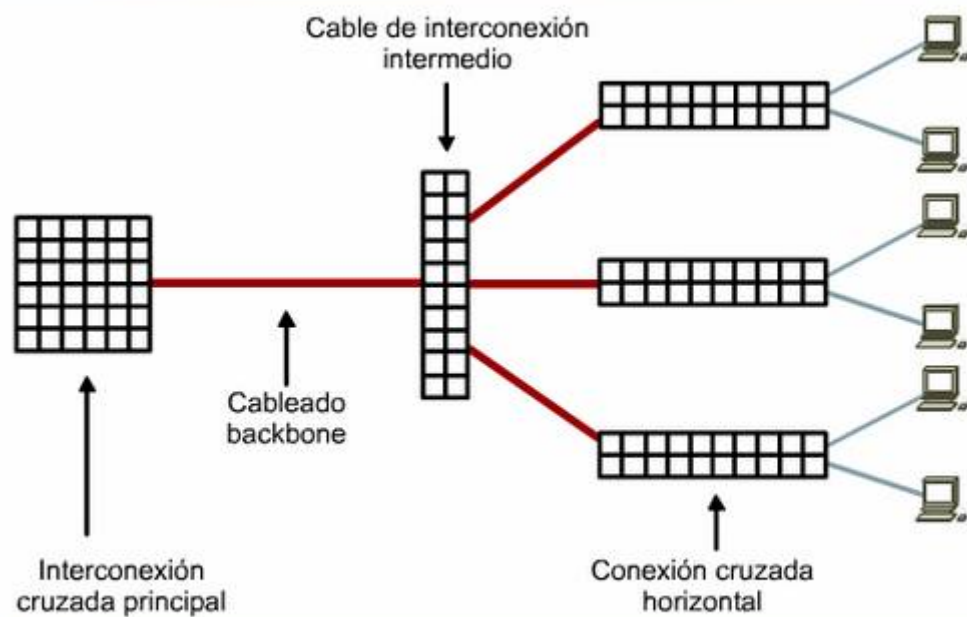 Cable de interconexión
intermedio
Cableado
backbone
Interconexión
cruzada principal
Conexión cruzada
horizontal